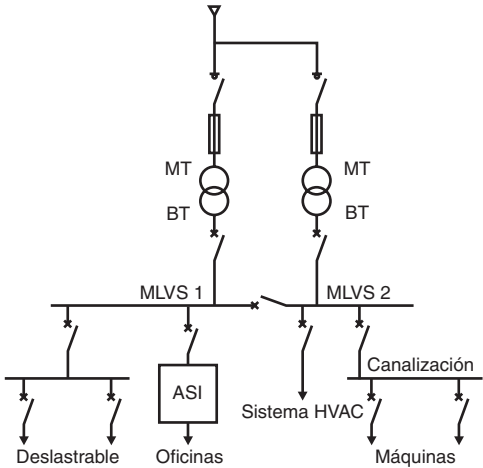 MT
MT
BT
BT
MLVS 1
MLVS 2
Canalización
ASI
Sistema HVAC
Deslastrable
Oficinas
Máquinas